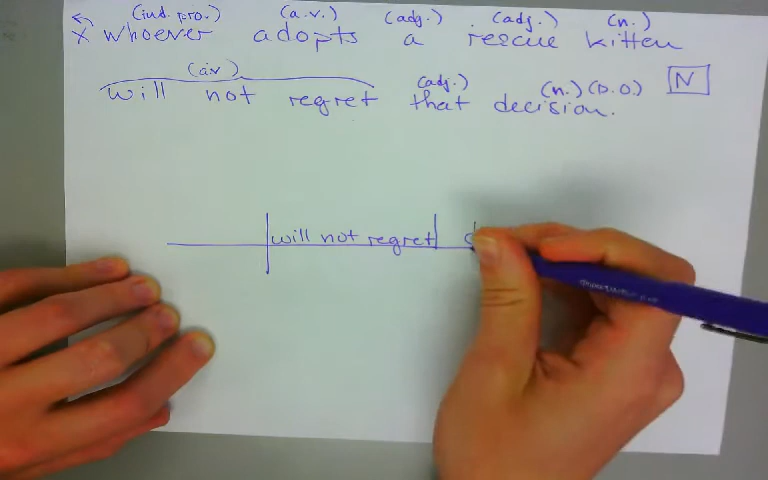 (ind. pro.) (a.v.) (adj.) (adj.) (n.)
x whoever adopts a rescue kitten
(av) (adj.) (n.) (D.O.) N
will not regret that decision.
will not regret d